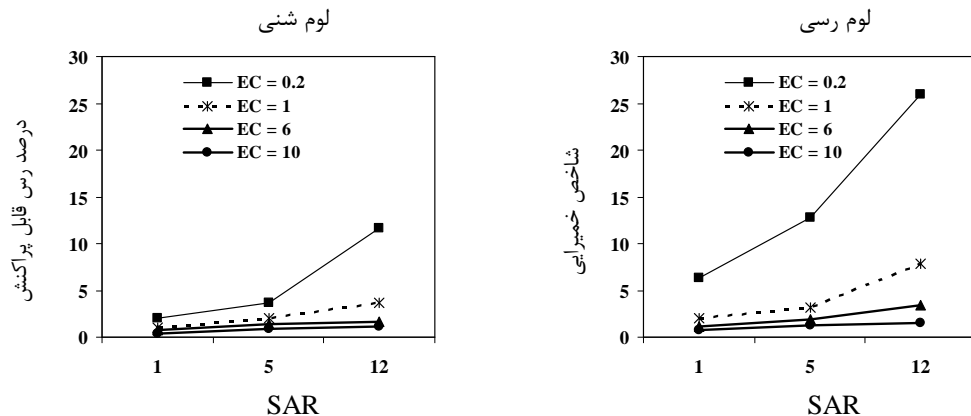 لوم شنی
درصد رس قابل پراکنش
30
25
20
15
10
5
0
EC = 0.2
EC = 1
EC = 6
EC = 10
1 5 12
SAR
لوم رسی
شاخص خمیرایی
30
25
20
15
10
5
0
EC = 0.2
EC = 1
EC = 6
EC = 10
1 5 12
SAR